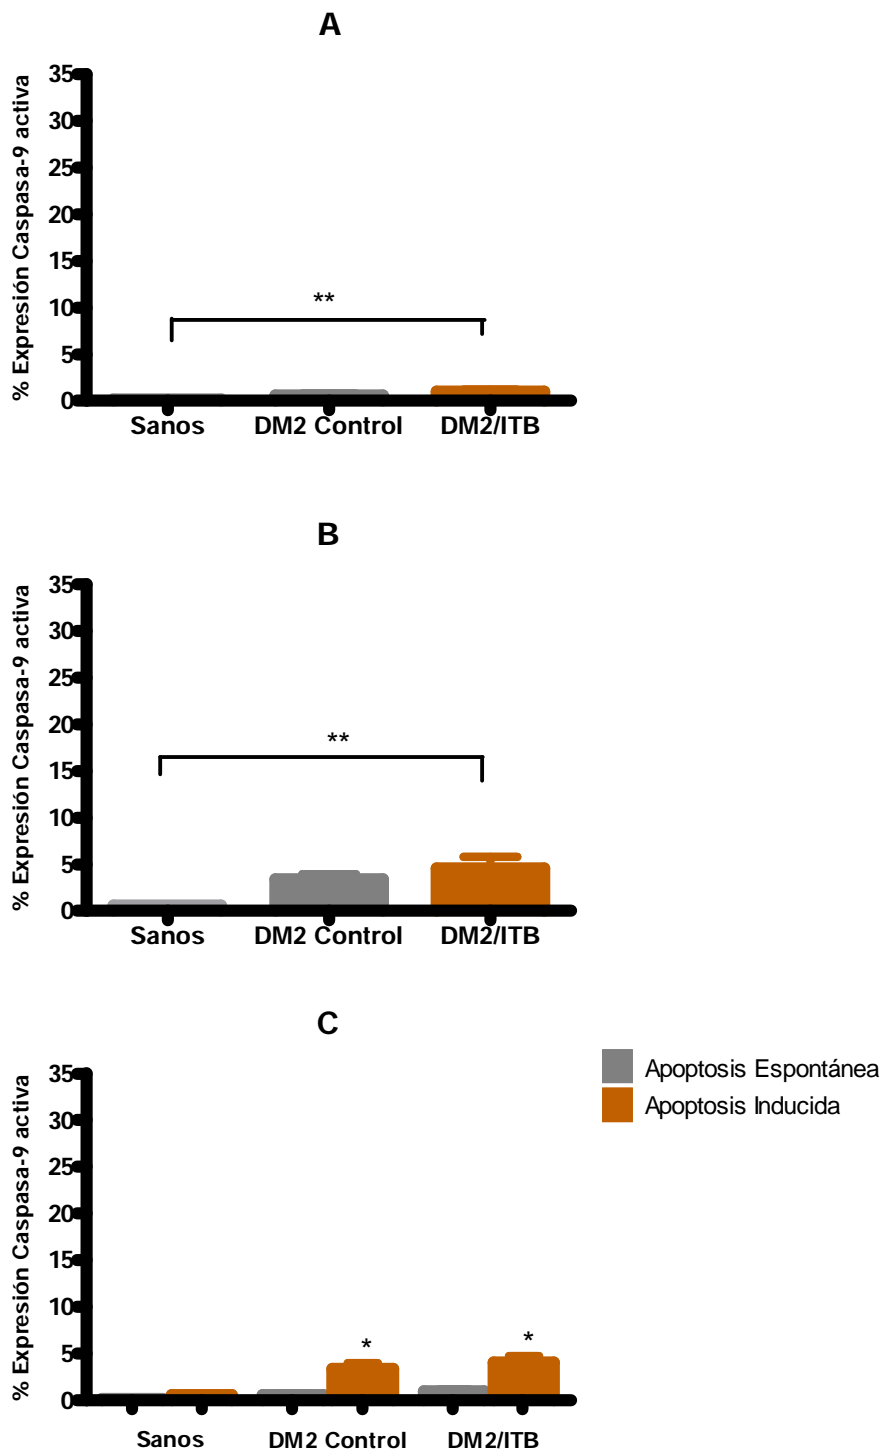 A
% Expresión Caspasa-9 activa
35
30
25
20
15
10
5
0
**
Sanos DM2 Control DM2/ITB
B
% Expresión Caspasa-9 activa
35
30
25
20
15
10
5
0
**
Sanos DM2 Control DM2/ITB
C
% Expresión Caspasa-9 activa
35
30
25
20
15
10
5
0
* *
Sanos DM2 Control DM2/ITB
Apoptosis Espontánea
Apoptosis Inducida